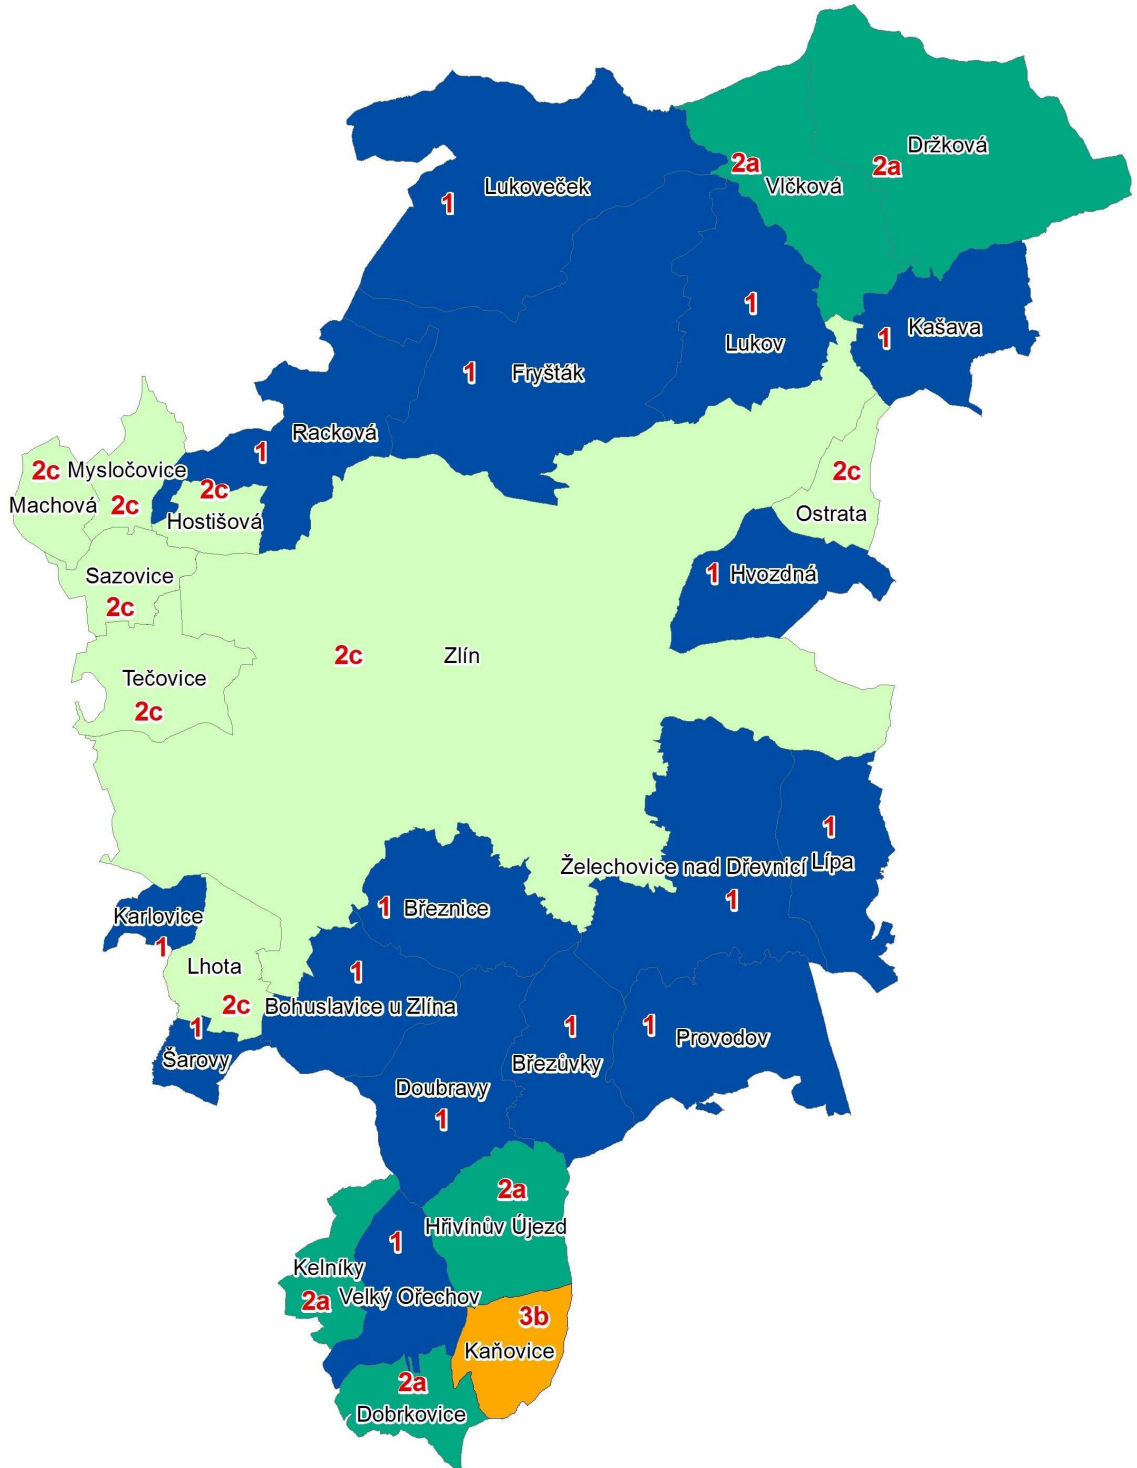 Držková
2a
2a
Vlčková
Lukoveček
1
1
Lukov
Kašava
1
1
Fryšták
Racková
1
2c
Mysločovice
2c
Machová
2c
2c
Hostišová
2c
Ostrata
Sazovice
2c
1
Hvozdná
2c
Zlín
Tečovice
2c
1
Lípa
Želechovice nad Dřevnicí
1
1
Březnice
Karlovice
1
Lhota
2c
1
Bohuslavice u Zlína
1
Šarovy
1
Březůvky
1
Provodov
Doubravy
1
2a
Hřivínův Újezd
1
Kelníky
2a
Velký Ořechov
3b
Kaňovice
2a
Dobrkovice